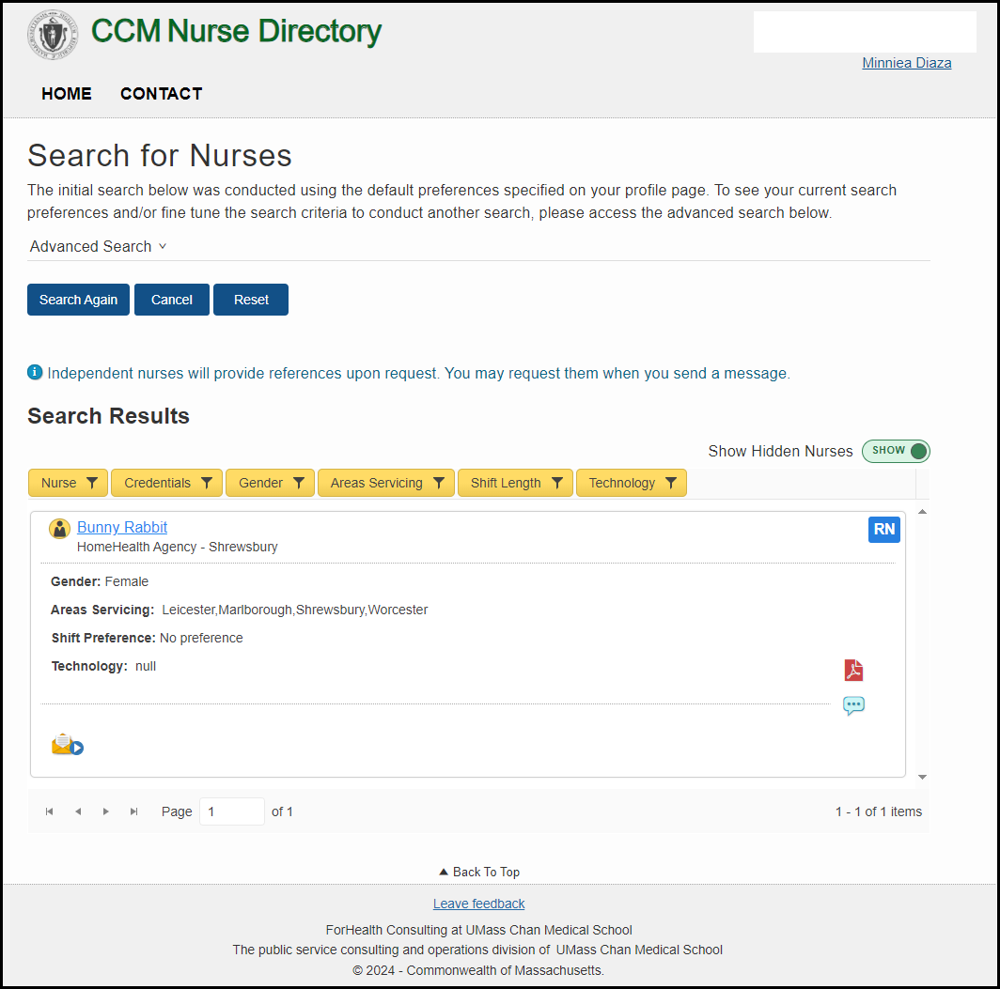 CCM Nurse Directory
Minniea Diaza
HOME CONTACT
Search for Nurses
The initial search below was conducted using the default preferences specified on your profile page. To see your current search
preferences and/or fine tune the search criteria to conduct another search, please access the advanced search below.
Advanced Search
Search Again Cancel Reset
Independent nurses will provide references upon request. You may request them when you send a message.
Search Results
Show Hidden Nurses SHOW
Nurse Credentials Gender Areas Servicing Shift Length Technology
Bunny Rabbit RN
HomeHealth Agency - Shrewsbury
Gender: Female
Areas Servicing: Leicester,Marlborough,Shrewsbury,Worcester
Shift Preference: No preference
Technology: null
Page 1 of 1 1 - 1 of 1 items
Back To Top
Leave feedback
ForHealth Consulting at UMass Chan Medical School
The public service consulting and operations division of UMass Chan Medical School
© 2024 - Commonwealth of Massachusetts.